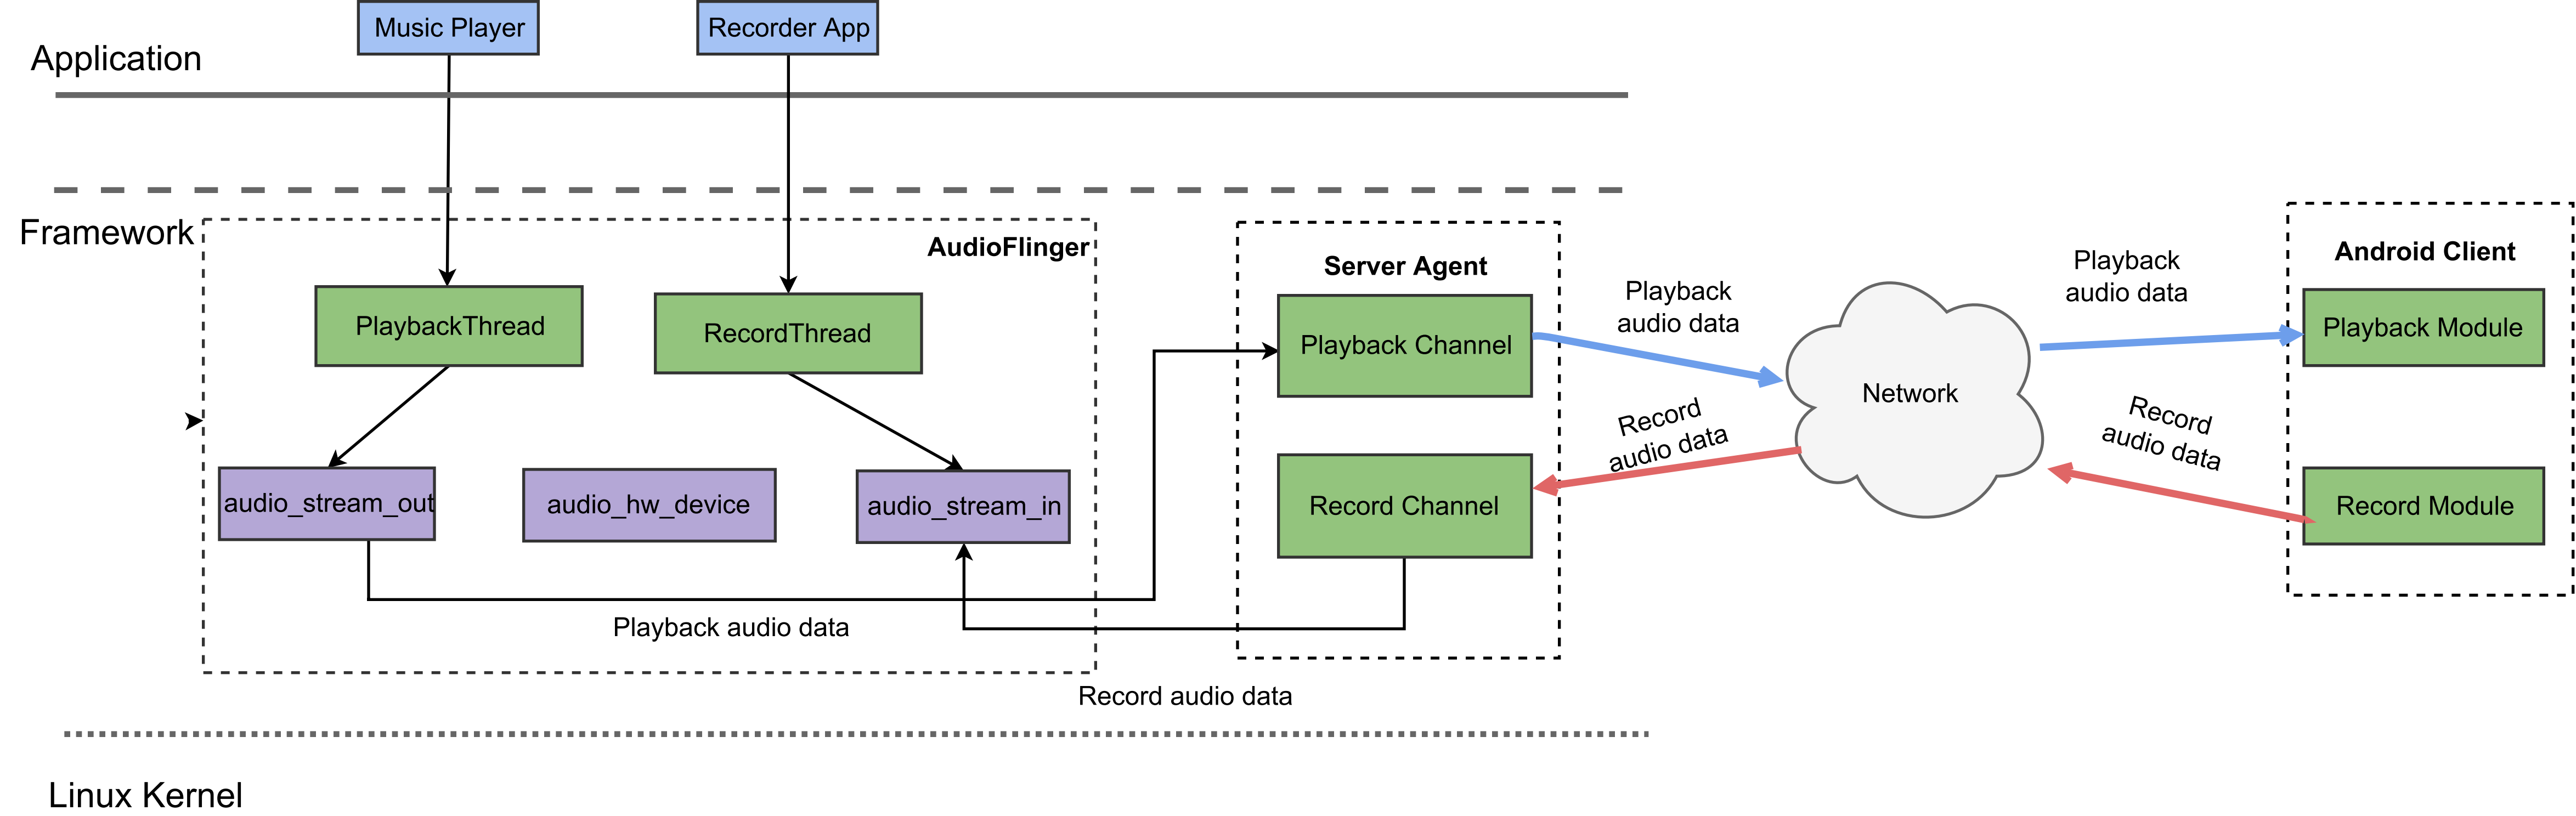 Music Player
Recorder App
Application
Framework
AudioFlinger
PlaybackThread
RecordThread
audio_stream_out
audio_hw_device
audio_stream_in
Playback audio data
Record audio data
Server Agent
Playback Channel
Record Channel
Playback
audio data
Record
audio data
Network
Playback
audio data
Record
audio data
Android Client
Playback Module
Record Module
Linux Kernel